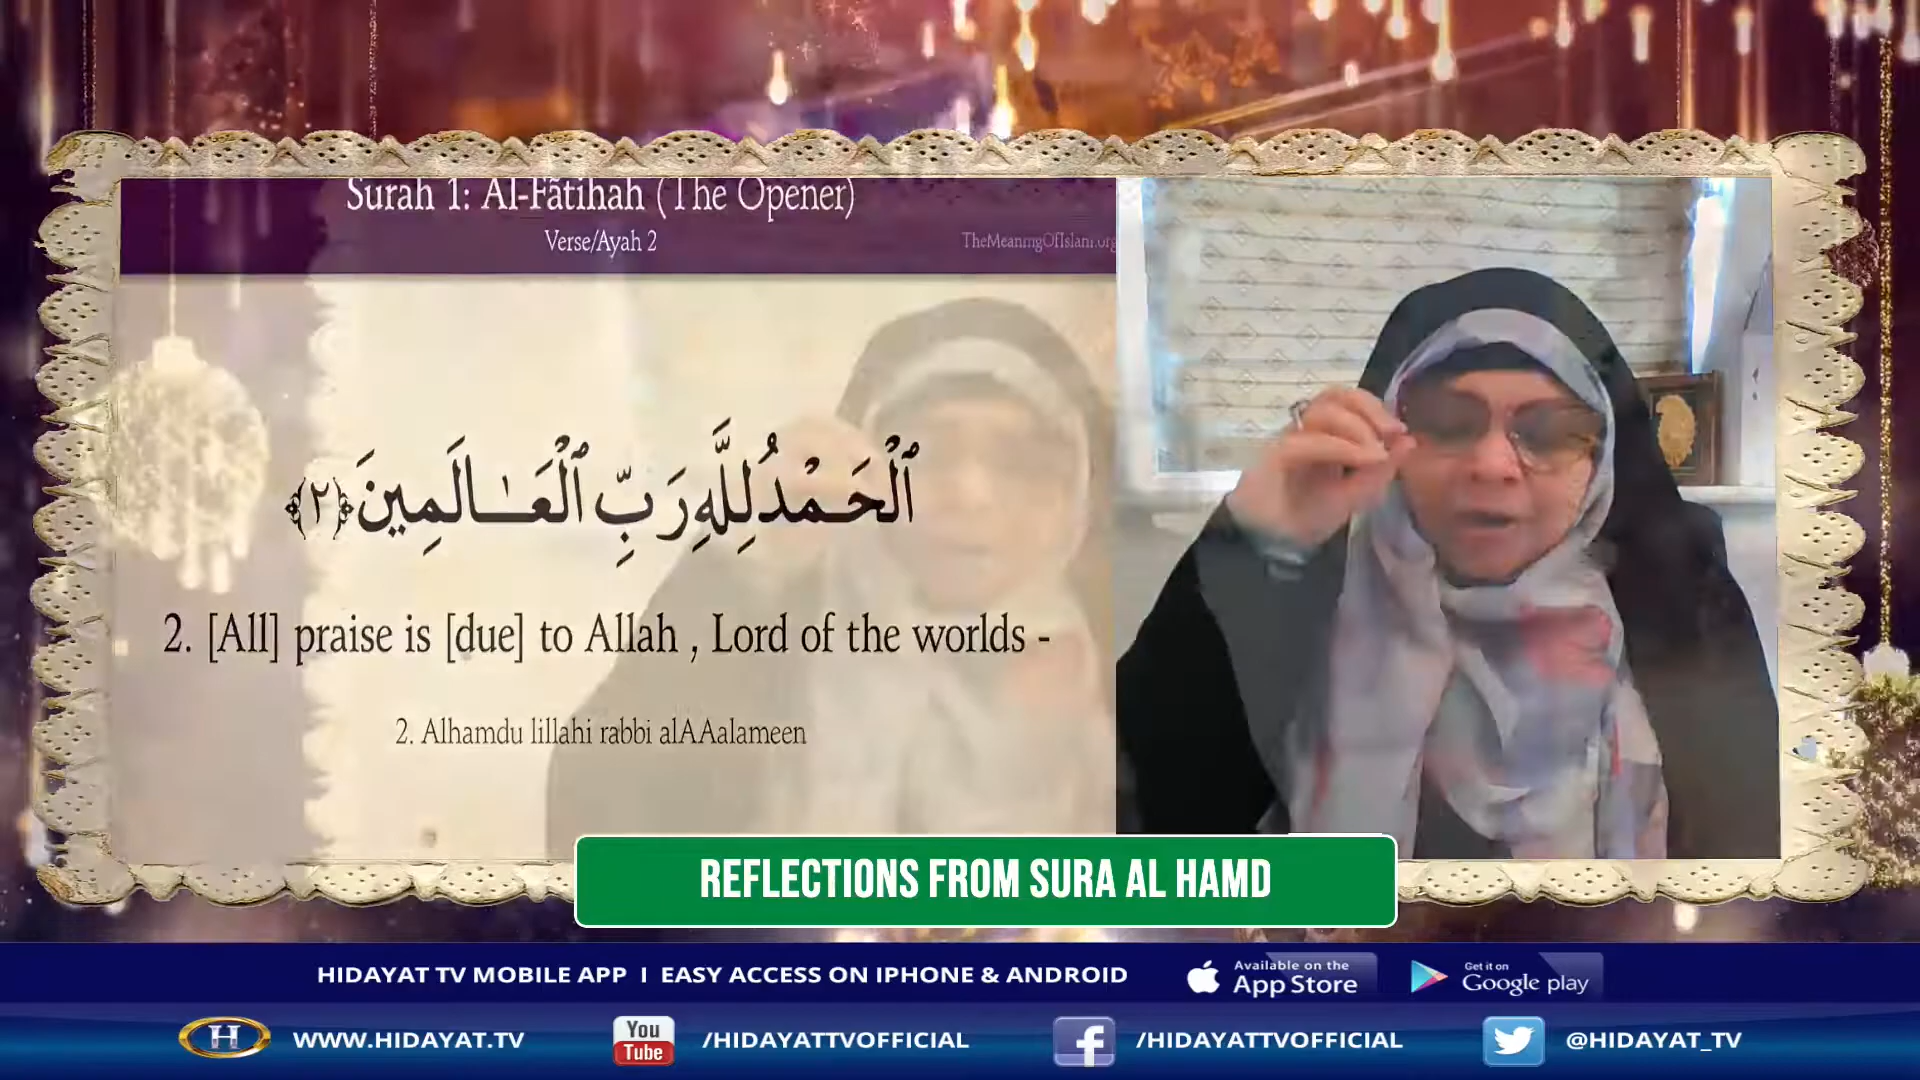 Surah 1: Al-Fātihah (The Opener)
Verse/Ayah 2
TheMeaningOfIslam.org
ٱلْحَمْدُ لِلَّهِ رَبِّ ٱلْعَـٰلَمِينَ ﴿٢﴾
2. [All] praise is [due] to Allah , Lord of the worlds -
2. Alhamdu lillahi rabbi alAAalameen
REFLECTIONS FROM SURA AL HAMD
HIDAYAT TV MOBILE APP I EASY ACCESS ON IPHONE & ANDROID
Available on the
App Store
Get it on
Google play
H
WWW.HIDAYAT.TV
You
Tube
/HIDAYATTVOFFICIAL
f
/HIDAYATTVOFFICIAL
@HIDAYAT_TV